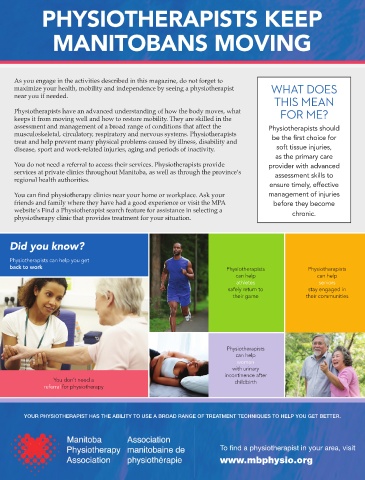 PHYSIOTHERAPISTS KEEP
MANITOBANS MOVING
As you engage in the activities described in this magazine, do not forget to
maximize your health, mobility and independence by seeing a physiotherapist
near you if needed.
Physiotherapists have an advanced understanding of how the body moves, what
keeps it from moving well and how to restore mobility. They are skilled in the
assessment and management of a broad range of conditions that affect the
musculoskeletal, circulatory, respiratory and nervous systems. Physiotherapists
treat and help prevent many physical problems caused by illness, disability and
disease, sport and work-related injuries, aging and periods of inactivity.
You do not need a referral to access their services. Physiotherapists provide
services at private clinics throughout Manitoba, as well as through the province's
regional health authorities.
You can find physiotherapy clinics near your home or workplace. Ask your
friends and family where they have had a good experience or visit the MPA
website's Find a Physiotherapist search feature for assistance in selecting a
physiotherapy clinic that provides treatment for your situation.
WHAT DOES
THIS MEAN
FOR ME?
Physiotherapists should
be the first choice for
soft tissue injuries,
as the primary care
provider with advanced
assessment skills to
ensure timely, effective
management of injuries
before they become
chronic.
Did you know?
Physiotherapists can help you get
back to work
Physiotherapists
can help
athletes
safely return to
their game
Physiotherapists
can help
seniors
stay engaged in
their communities
You don't need a
referral for physiotherapy
Physiotherapists
can help
with urinary
incontinence after
childbirth
YOUR PHYSIOTHERAPIST HAS THE ABILITY TO USE A BROAD RANGE OF TREATMENT TECHNIQUES TO HELP YOU GET BETTER.
Manitoba Association
Physiotherapy manitobaine de
Association physiothérapie
To find a physiotherapist in your area, visit
www.mbphysio.org